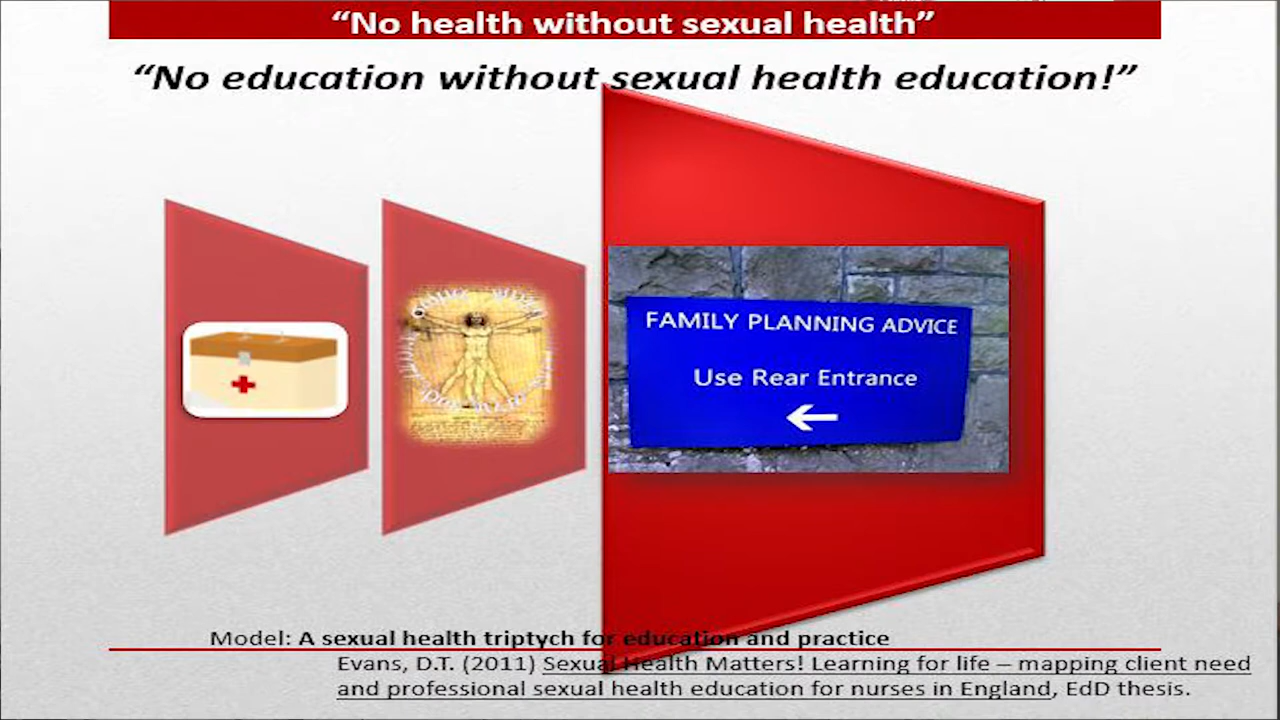 “No health without sexual health”
“No education without sexual health education!”
FAMILY PLANNING ADVICE
Use Rear Entrance
Model: A sexual health triptych for education and practice
Evans, D.T. (2011) Sexual Health Matters! Learning for life – mapping client need
and professional sexual health education for nurses in England, EdD thesis.